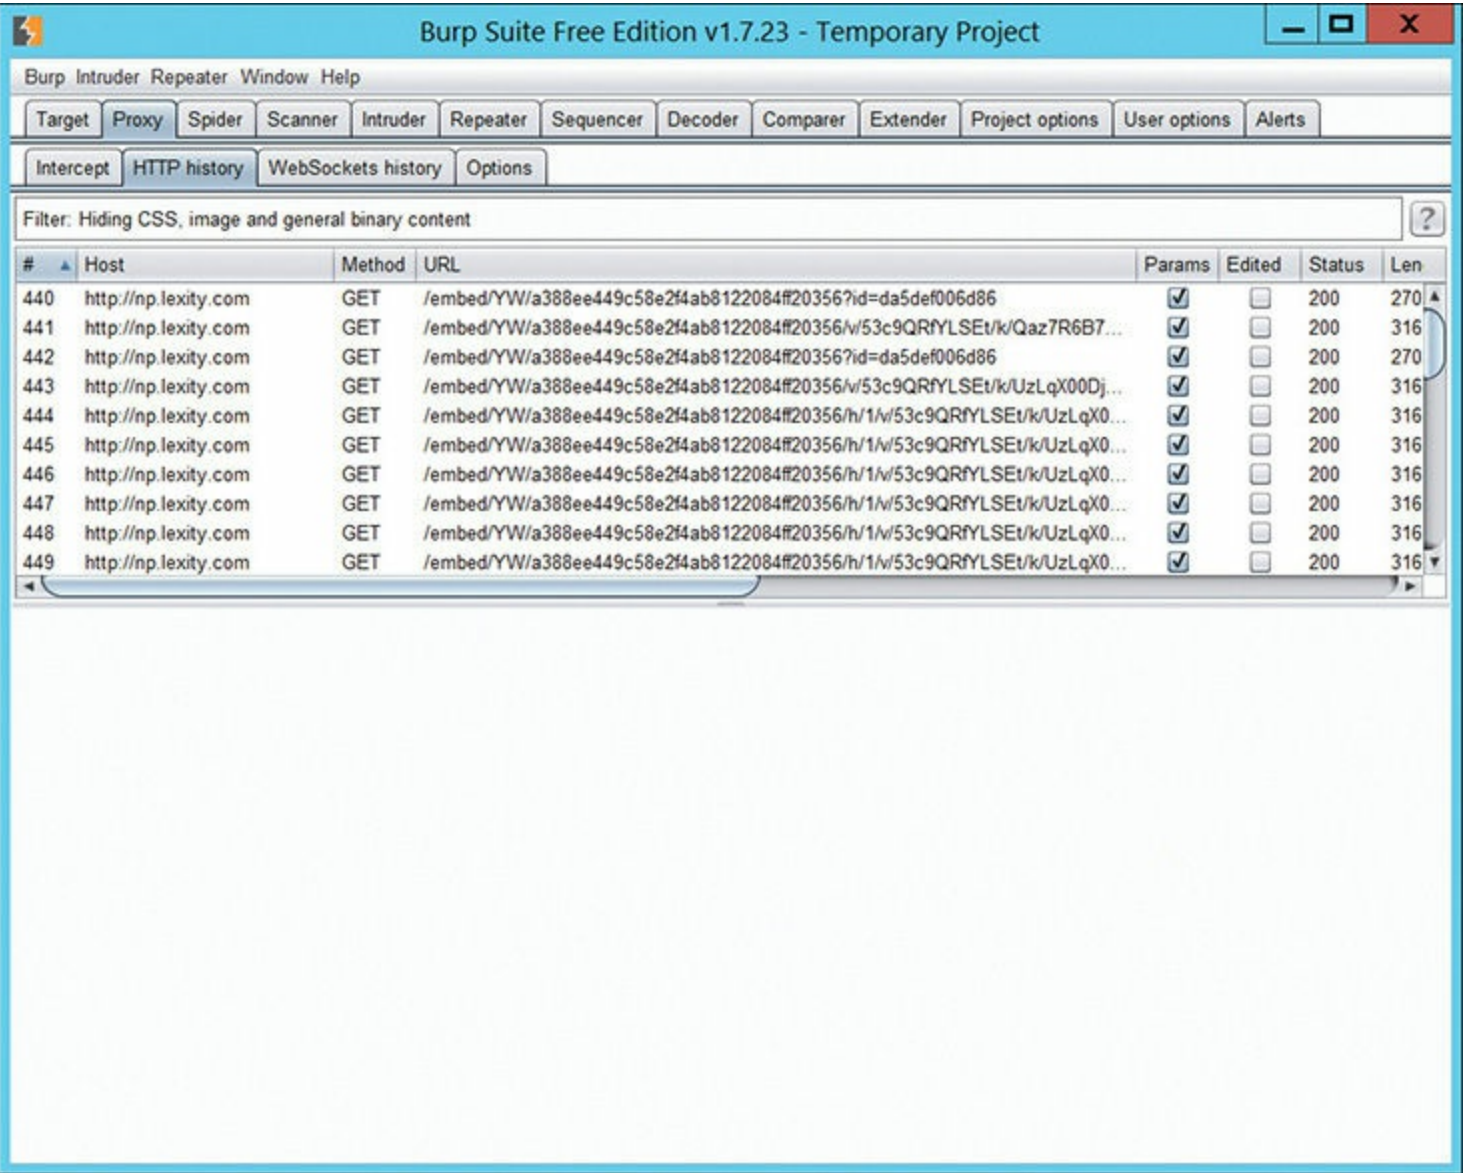 Burp Suite Free Edition v1.7.23 - Temporary Project
Burp Intruder Repeater Window Help
Target Proxy Spider Scanner Intruder Repeater Sequencer Decoder Comparer Extender Project options User options Alerts
Intercept HTTP history WebSockets history Options
Filter: Hiding CSS, image and general binary content ?
# Host Method URL Params Edited Status Len
440 http://np.lexity.com GET /embed/YW/a388ee449c58e2f4ab8122084ff20356?id=da5def006d86 200 270
441 http://np.lexity.com GET /embed/YW/a388ee449c58e2f4ab8122084ff20356/v/53c9QRfYLSEt/k/Qaz7R6B7... 200 316
442 http://np.lexity.com GET /embed/YW/a388ee449c58e2f4ab8122084ff20356?id=da5def006d86 200 270
443 http://np.lexity.com GET /embed/YW/a388ee449c58e2f4ab8122084ff20356/v/53c9QRfYLSEt/k/UzLqX00Dj... 200 316
444 http://np.lexity.com GET /embed/YW/a388ee449c58e2f4ab8122084ff20356/h/1/v/53c9QRfYLSEt/k/UzLqX0... 200 316
445 http://np.lexity.com GET /embed/YW/a388ee449c58e2f4ab8122084ff20356/h/1/v/53c9QRfYLSEt/k/UzLqX0... 200 316
446 http://np.lexity.com GET /embed/YW/a388ee449c58e2f4ab8122084ff20356/h/1/v/53c9QRfYLSEt/k/UzLqX0... 200 316
447 http://np.lexity.com GET /embed/YW/a388ee449c58e2f4ab8122084ff20356/h/1/v/53c9QRfYLSEt/k/UzLqX0... 200 316
448 http://np.lexity.com GET /embed/YW/a388ee449c58e2f4ab8122084ff20356/h/1/v/53c9QRfYLSEt/k/UzLqX0... 200 316
449 http://np.lexity.com GET /embed/YW/a388ee449c58e2f4ab8122084ff20356/h/1/v/53c9QRfYLSEt/k/UzLqX0... 200 316